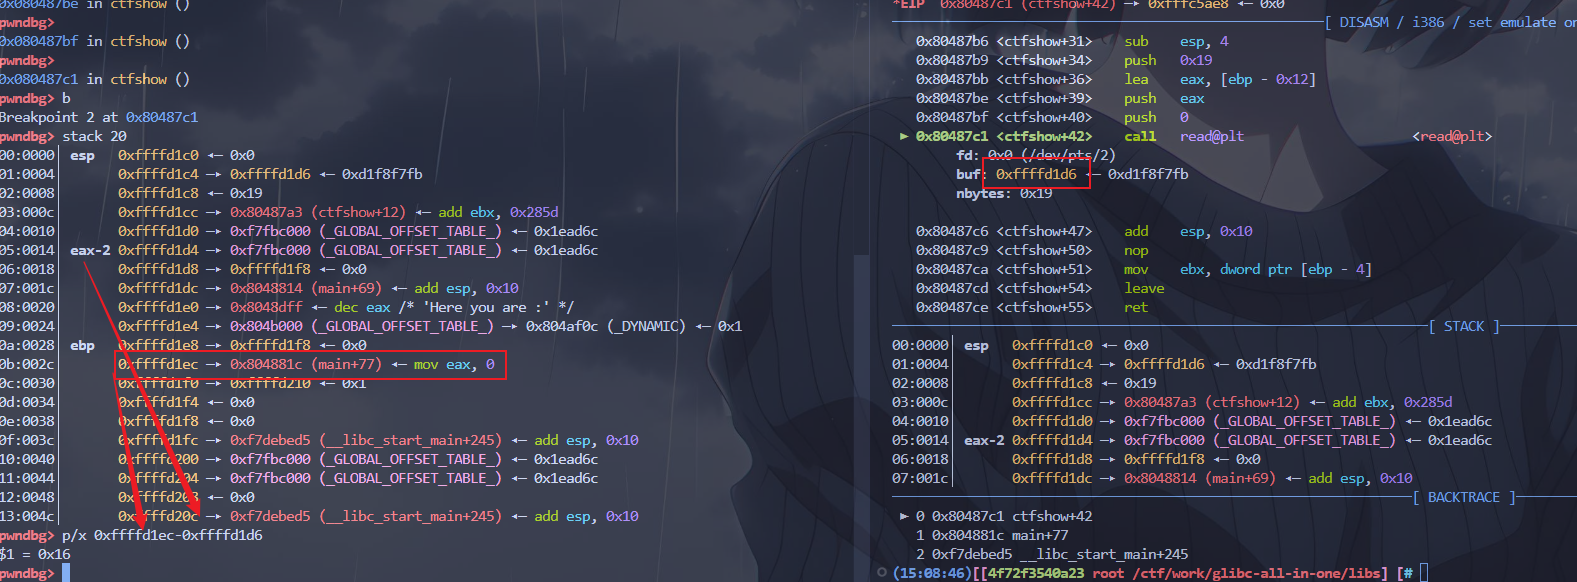 0x080487be in ctfshow ()
pwndbg>
0x080487bf in ctfshow ()
pwndbg>
0x080487c1 in ctfshow ()
pwndbg> b
Breakpoint 2 at 0x80487c1
pwndbg> stack 20
00:0000│ esp 0xffffd1c0 ◂— 0x0
01:0004│ 0xffffd1c4 —▸ 0xffffd1d6 ◂— 0xd1f8f7fb
02:0008│ 0xffffd1c8 ◂— 0x19
03:000c│ 0xffffd1cc —▸ 0x80487a3 (ctfshow+12) ◂— add ebx, 0x285d
04:0010│ 0xffffd1d0 —▸ 0xf7fbc000 (_GLOBAL_OFFSET_TABLE_) ◂— 0x1ead6c
05:0014│ eax-2 0xffffd1d4 —▸ 0xf7fbc000 (_GLOBAL_OFFSET_TABLE_) ◂— 0x1ead6c
06:0018│ 0xffffd1d8 —▸ 0xffffd1f8 ◂— 0x0
07:001c│ 0xffffd1dc —▸ 0x8048814 (main+69) ◂— add esp, 0x10
08:0020│ 0xffffd1e0 —▸ 0x8048dff ◂— dec eax /* 'Here you are :' */
09:0024│ 0xffffd1e4 —▸ 0x804b000 (_GLOBAL_OFFSET_TABLE_) —▸ 0x804af0c (_DYNAMIC) ◂— 0x1
0a:0028│ ebp 0xffffd1e8 —▸ 0xffffd1f8 ◂— 0x0
0b:002c│ 0xffffd1ec —▸ 0x804881c (main+77) ◂— mov eax, 0
0c:0030│ 0xffffd1f0 —▸ 0xffffd210 ◂— 0x1
0d:0034│ 0xffffd1f4 ◂— 0x0
0e:0038│ 0xffffd1f8 ◂— 0x0
0f:003c│ 0xffffd1fc —▸ 0xf7debed5 (__libc_start_main+245) ◂— add esp, 0x10
10:0040│ 0xffffd200 —▸ 0xf7fbc000 (_GLOBAL_OFFSET_TABLE_) ◂— 0x1ead6c
11:0044│ 0xffffd204 —▸ 0xf7fbc000 (_GLOBAL_OFFSET_TABLE_) ◂— 0x1ead6c
12:0048│ 0xffffd208 ◂— 0x0
13:004c│ 0xffffd20c —▸ 0xf7debed5 (__libc_start_main+245) ◂— add esp, 0x10
pwndbg> p/x 0xffffd1ec-0xffffd1d6
$1 = 0x16
pwndbg>
*EIP 0x80487c1 (ctfshow+42) —▸ 0xfffc5ae8 ◂— 0x0
[ DISASM / i386 / set emulate on
0x80487b6 <ctfshow+31> sub esp, 4
0x80487b9 <ctfshow+34> push 0x19
0x80487bb <ctfshow+36> lea eax, [ebp - 0x12]
0x80487be <ctfshow+39> push eax
0x80487bf <ctfshow+40> push 0
► 0x80487c1 <ctfshow+42> call read@plt <read@plt>
fd: 0x0 (/dev/pts/2)
buf: 0xffffd1d6 ◂— 0xd1f8f7fb
nbytes: 0x19
0x80487c6 <ctfshow+47> add esp, 0x10
0x80487c9 <ctfshow+50> nop
0x80487ca <ctfshow+51> mov ebx, dword ptr [ebp - 4]
0x80487cd <ctfshow+54> leave
0x80487ce <ctfshow+55> ret
[ STACK ]
00:0000│ esp 0xffffd1c0 ◂— 0x0
01:0004│ 0xffffd1c4 —▸ 0xffffd1d6 ◂— 0xd1f8f7fb
02:0008│ 0xffffd1c8 ◂— 0x19
03:000c│ 0xffffd1cc —▸ 0x80487a3 (ctfshow+12) ◂— add ebx, 0x285d
04:0010│ 0xffffd1d0 —▸ 0xf7fbc000 (_GLOBAL_OFFSET_TABLE_) ◂— 0x1ead6c
05:0014│ eax-2 0xffffd1d4 —▸ 0xf7fbc000 (_GLOBAL_OFFSET_TABLE_) ◂— 0x1ead6c
06:0018│ 0xffffd1d8 —▸ 0xffffd1f8 ◂— 0x0
07:001c│ 0xffffd1dc —▸ 0x8048814 (main+69) ◂— add esp, 0x10
[ BACKTRACE ]
► 0 0x80487c1 ctfshow+42
1 0x804881c main+77
2 0xf7debed5 __libc_start_main+245
(15:08:46)[[4f72f3540a23 root /ctf/work/glibc-all-in-one/libs] [#